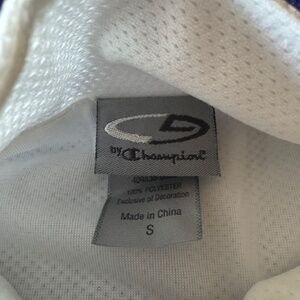 by Champion
100% POLYESTER
Exclusive of Decoration
Made in China
S